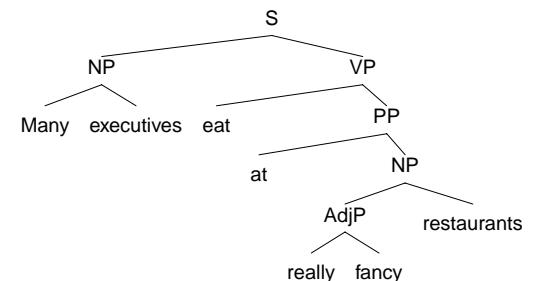 S
NP VP
Many executives eat PP
at NP
AdjP restaurants
really fancy